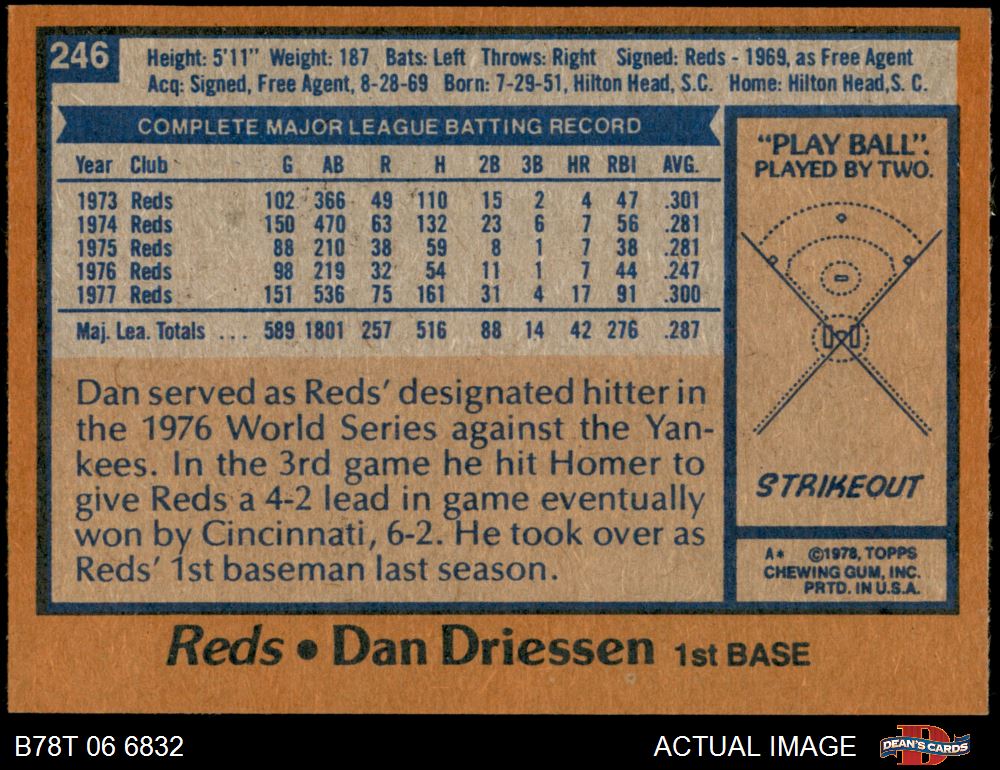 246
Height: 5'11" Weight: 187 Bats: Left Throws: Right Signed: Reds - 1969, as Free Agent
Acq: Signed, Free Agent, 8-28-69 Born: 7-29-51, Hilton Head, S.C. Home: Hilton Head, S. C.
COMPLETE MAJOR LEAGUE BATTING RECORD
Year Club G AB R H 2B 3B HR RBI AVG.
1973 Reds 102 366 49 110 15 2 4 47 .301
1974 Reds 150 470 63 132 23 6 7 56 .281
1975 Reds 88 210 38 59 8 1 7 38 .281
1976 Reds 98 219 32 54 11 1 7 44 .247
1977 Reds 151 536 75 161 31 4 17 91 .300
Maj. Lea. Totals ... 589 1801 257 516 88 14 42 276 .287
Dan served as Reds' designated hitter in
the 1976 World Series against the Yan-
kees. In the 3rd game he hit Homer to
give Reds a 4-2 lead in game eventually
won by Cincinnati, 6-2. He took over as
Reds' 1st baseman last season.
"PLAY BALL".
PLAYED BY TWO.
STRIKEOUT
A* ©1978, TOPPS
CHEWING GUM, INC.
PRTD. IN U.S.A.
Reds • Dan Driessen 1st BASE
B78T 06 6832
ACTUAL IMAGE
D
DEAN'S CARDS